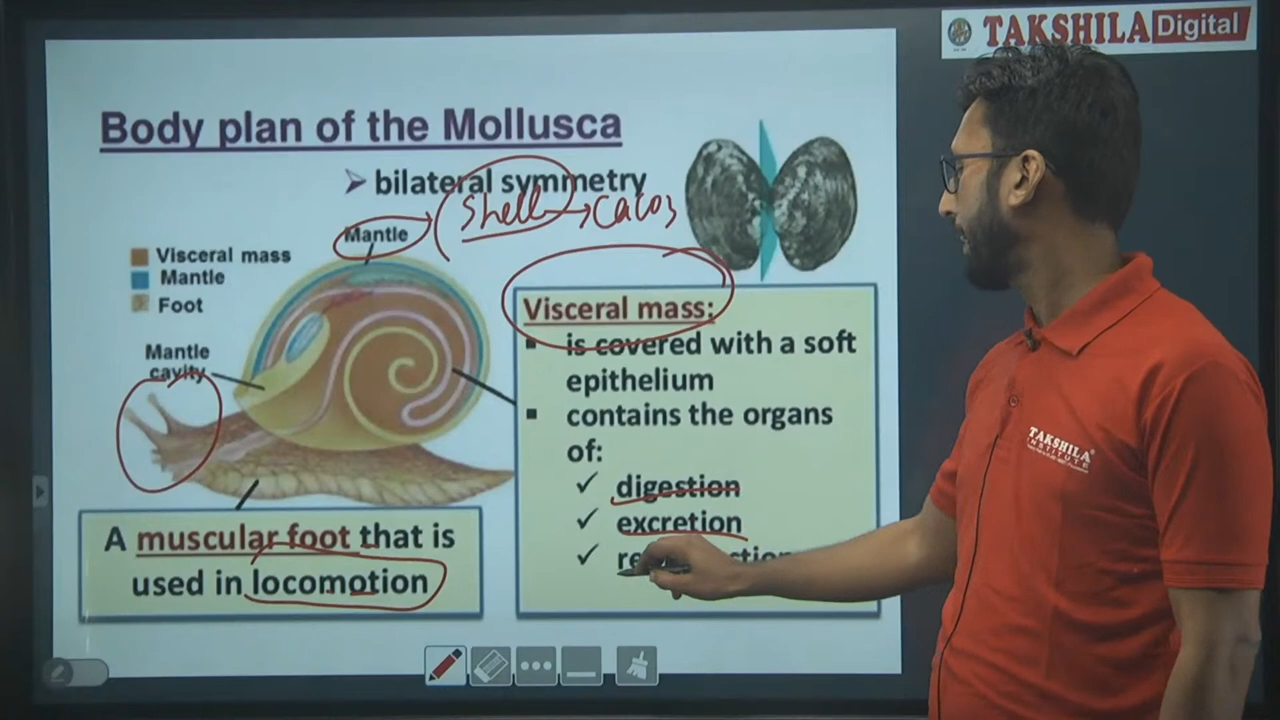 TAKSHILA Digital
Body plan of the Mollusca
bilateral symmetry
shell → CaCO3
Mantle
Visceral mass
Mantle
Foot
Mantle
cavity
Visceral mass:
is covered with a soft
epithelium
contains the organs
of:
digestion
excretion
A muscular foot that is
used in locomotion
TAKSHILA
INSTITUTE